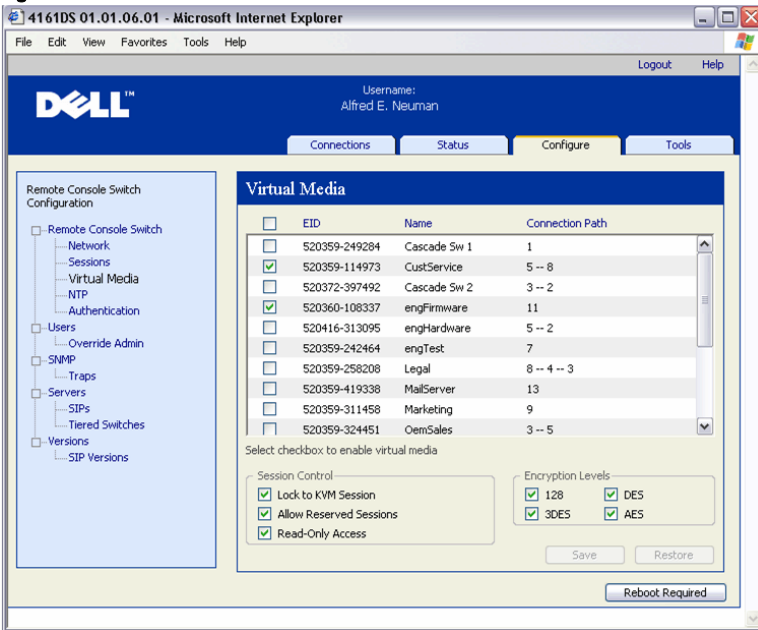 4161DS 01.01.06.01 - Microsoft Internet Explorer
File Edit View Favorites Tools Help
Logout Help
DELL™
Username:
Alfred E. Neuman
Connections Status Configure Tools
Remote Console Switch
Configuration
Remote Console Switch
Network
Sessions
Virtual Media
NTP
Authentication
Users
Override Admin
SNMP
Traps
Servers
SIPs
Tiered Switches
Versions
SIP Versions
Virtual Media
EID Name Connection Path
520359-249284 Cascade Sw 1 1
520359-114973 CustService 5 -- 8
520372-397492 Cascade Sw 2 3 -- 2
520360-108337 engFirmware 11
520416-313095 engHardware 5 -- 2
520359-242464 engTest 7
520359-258208 Legal 8 -- 4 -- 3
520359-419338 MailServer 13
520359-311458 Marketing 9
520359-324451 OemSales 3 -- 5
Select checkbox to enable virtual media
Session Control
Lock to KVM Session
Allow Reserved Sessions
Read-Only Access
Encryption Levels
128 DES
3DES AES
Save Restore
Reboot Required